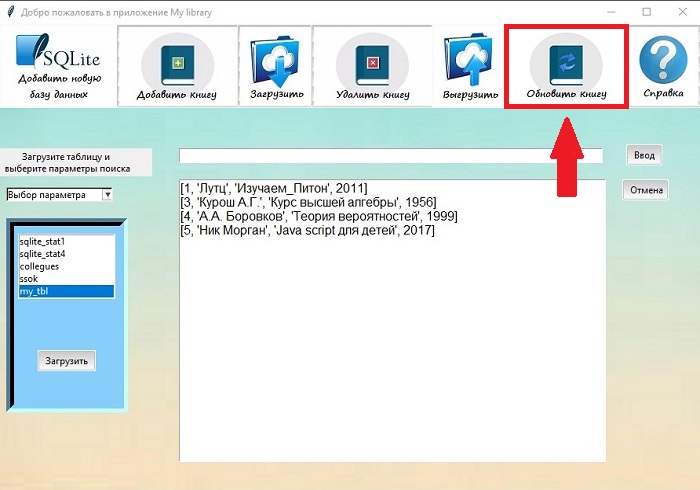 Добро пожаловать в приложение My library
SQLite
Добавить новую
базу данных
Добавить книгу
Загрузить
Удалить книгу
Выгрузить
Обновить книгу
Справка
Загрузите таблицу и
выберите параметры поиска
Ввод
Выбор параметра
Отмена
[1, 'Лутц', 'Изучаем_Питон', 2011]
[3, 'Курош А.Г.', 'Курс высшей алгебры', 1956]
[4, 'А.А. Боровков', 'Теория вероятностей', 1999]
[5, 'Ник Морган', 'Java script для детей', 2017]
sqlite_stat1
sqlite_stat4
collegues
ssok
my_tbl
Загрузить